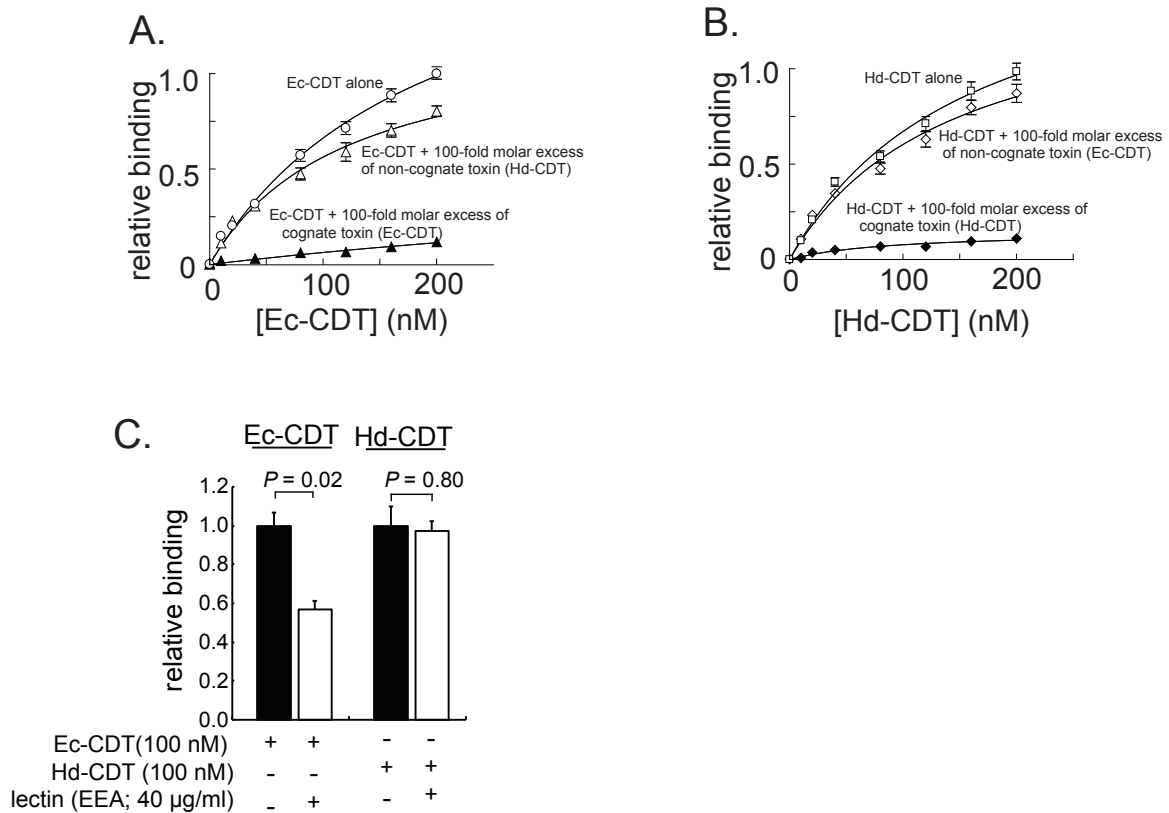 A.
relative binding
1.0
0.5
0
Ec-CDT alone
Ec-CDT + 100-fold molar excess
of non-cognate toxin (Hd-CDT)
Ec-CDT + 100-fold molar excess of
cognate toxin (Ec-CDT)
0 100 200
[Ec-CDT] (nM)
B.
relative binding
1.0
0.5
0
Hd-CDT alone
Hd-CDT + 100-fold molar excess
of non-cognate toxin (Ec-CDT)
Hd-CDT + 100-fold molar excess of
cognate toxin (Hd-CDT)
0 100 200
[Hd-CDT] (nM)
C.
Ec-CDT Hd-CDT
P = 0.02 P = 0.80
relative binding
1.2
1.0
0.8
0.6
0.4
0.2
0.0
Ec-CDT(100 nM) + + - -
Hd-CDT (100 nM) - - + +
lectin (EEA; 40 µg/ml) - + - +